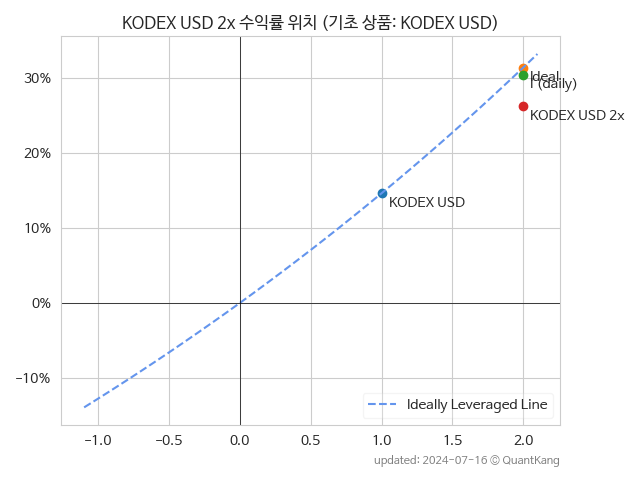 KODEX USD 2x 수익률 위치 (기초 상품: KODEX USD)
30%
20%
10%
0%
−10%
Ideal
(daily)
KODEX USD 2x
KODEX USD
Ideally Leveraged Line
−1.0
−0.5
0.0
0.5
1.0
1.5
2.0
updated: 2024-07-16 © QuantKang